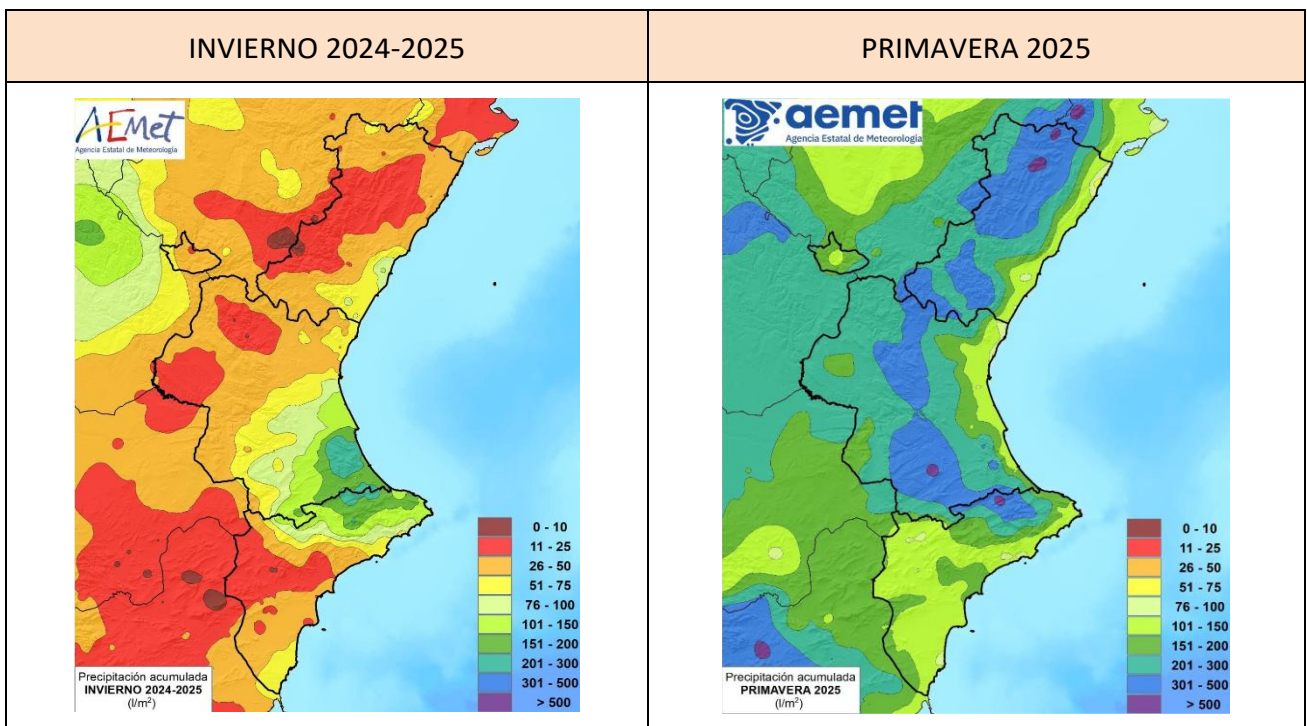 INVIERNO 2024-2025
PRIMAVERA 2025
AEMet
Agencia Estatal de Meteorología
0 - 10
11 - 25
26 - 50
51 - 75
76 - 100
101 - 150
151 - 200
201 - 300
301 - 500
> 500
Precipitación acumulada
INVIERNO 2024-2025
(l/m²)
aemet
Agencia Estatal de Meteorología
0 - 10
11 - 25
26 - 50
51 - 75
76 - 100
101 - 150
151 - 200
201 - 300
301 - 500
> 500
Precipitación acumulada
PRIMAVERA 2025
(l/m²)